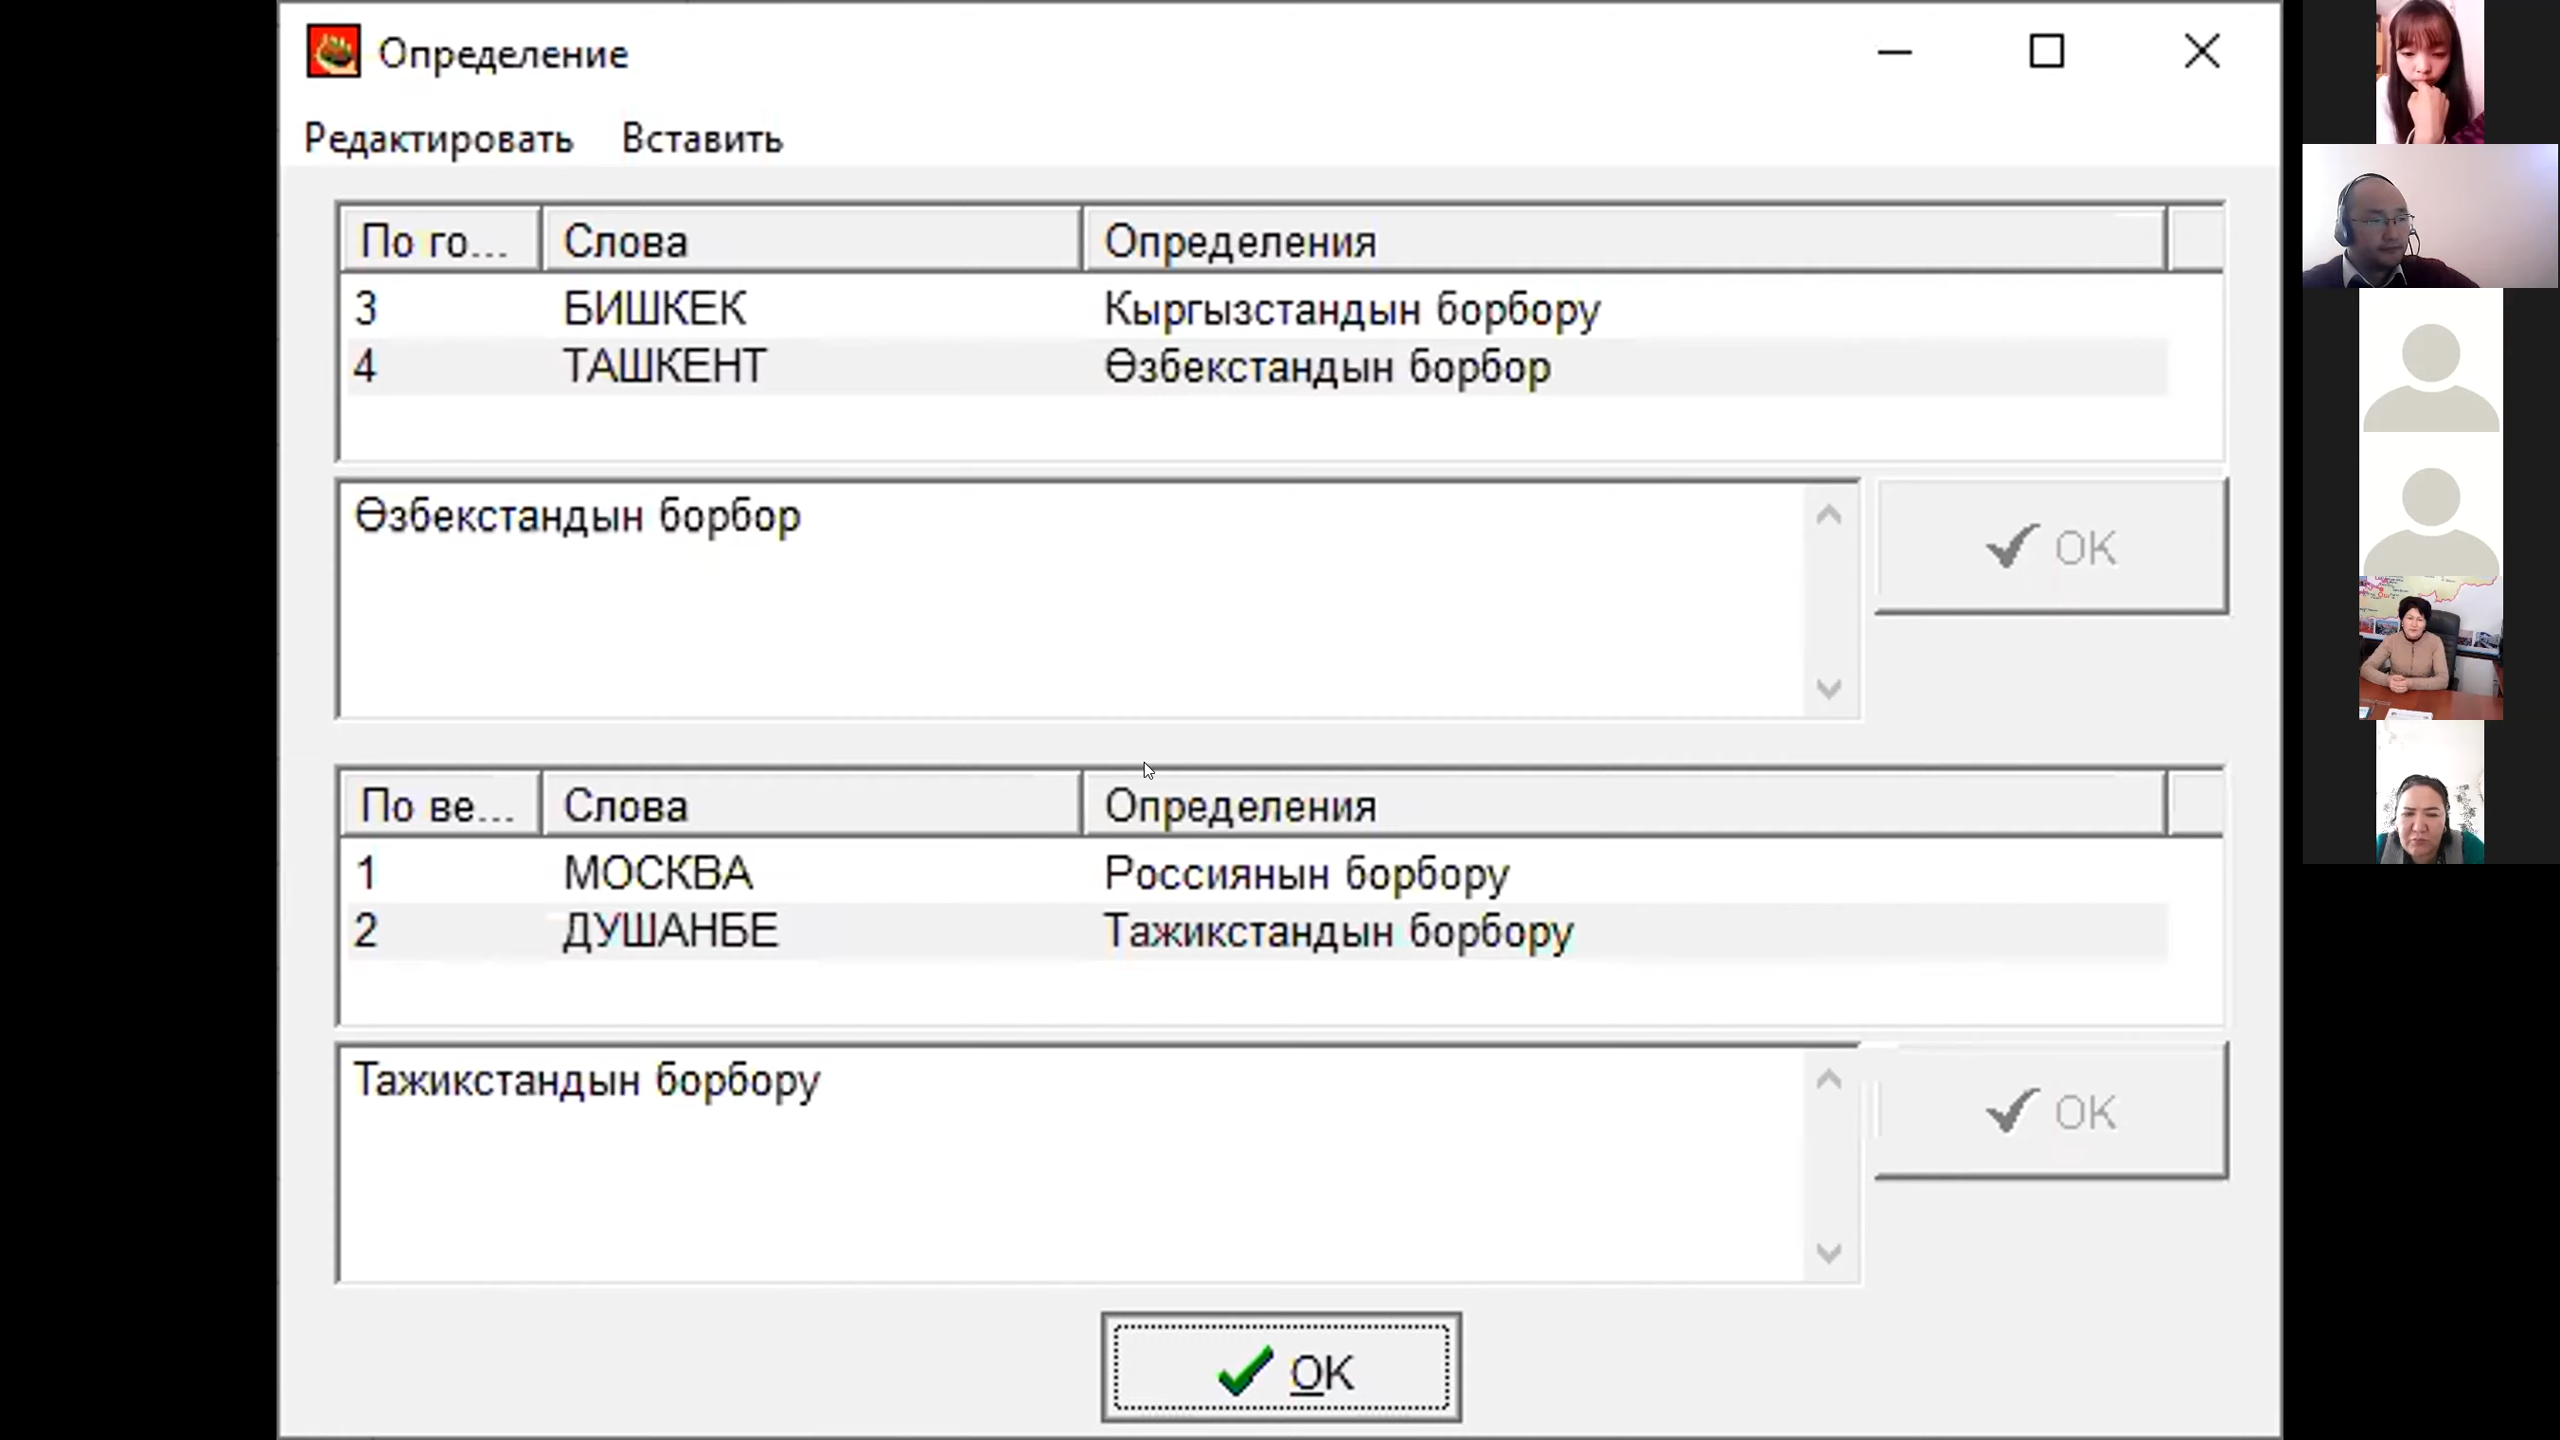 Определение
Редактировать Вставить
По го... Слова Определения
3 БИШКЕК Кыргызстандын борбору
4 ТАШКЕНТ Өзбекстандын борбор
Өзбекстандын борбор
OK
По ве... Слова Определения
1 МОСКВА Россиянын борбору
2 ДУШАНБЕ Тажикстандын борбору
Тажикстандын борбору
OK
OK